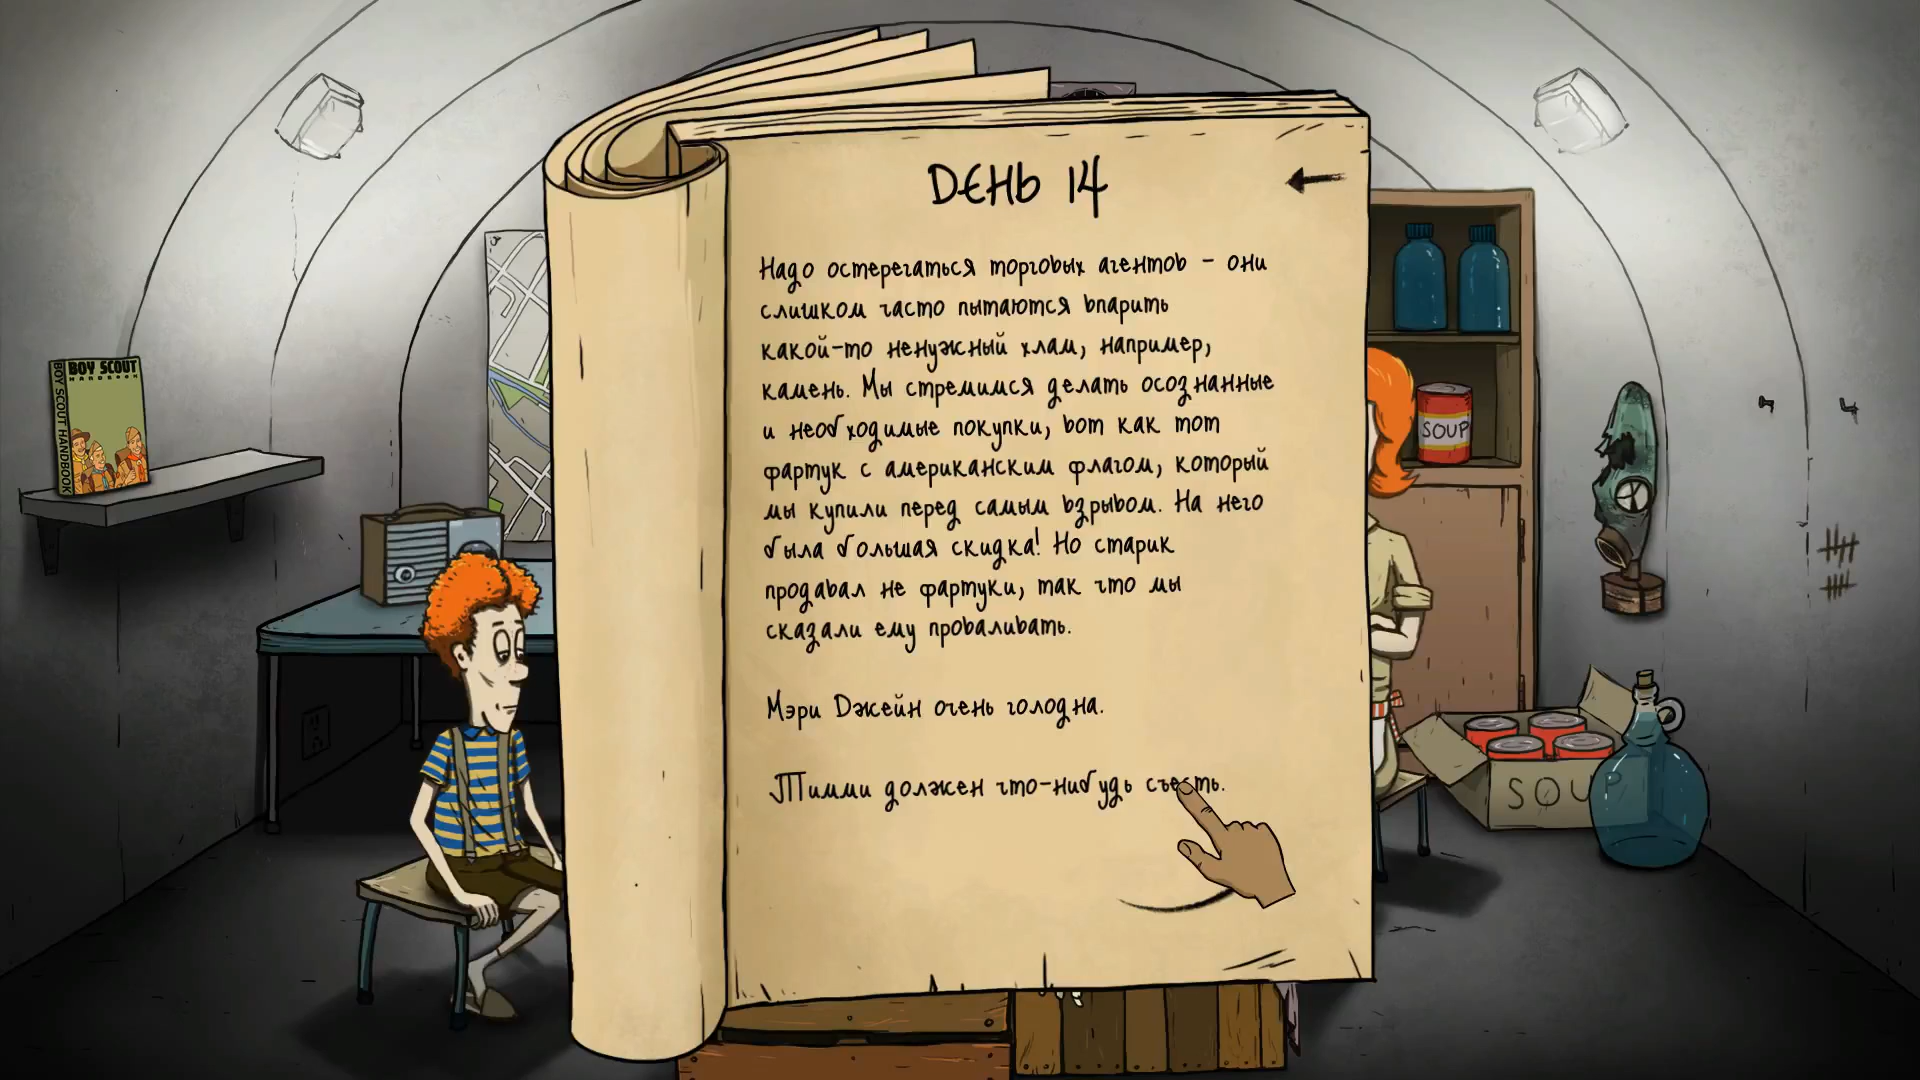 BOY SCOUT
HANDBOOK
BOY SCOUT HANDBOOK
ДЕНЬ 14
Надо остерегаться торговых агентов - они
слишком часто пытаются впарить
какой-то ненужный хлам, например,
камень. Мы стремимся делать осознанные
и необходимые покупки, вот как тот
фартук с американским флагом, который
мы купили перед самым взрывом. На него
была большая скидка! Но старик
продавал не фартуки, так что мы
сказали ему проваливать.
Мэри Джейн очень голодна.
Тимми должен что-нибудь съесть.
SOUP
SOUP